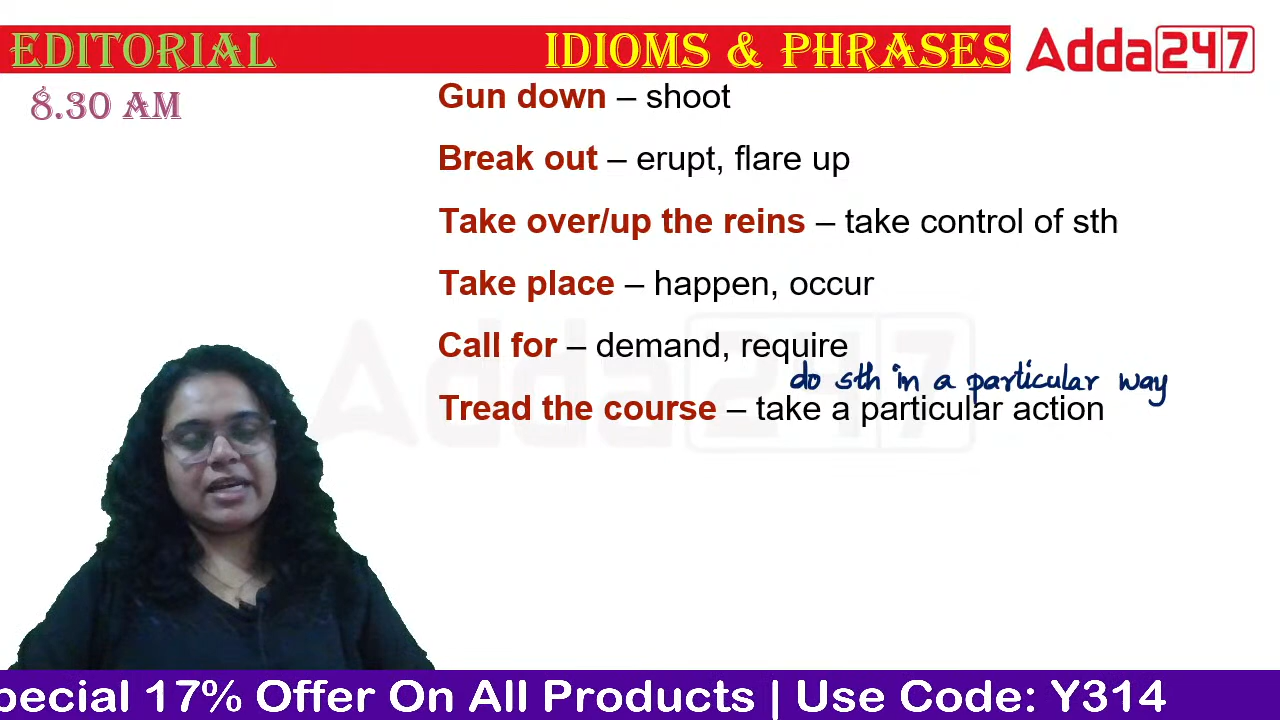 EDITORIAL
IDIOMS & PHRASES
Adda247
8.30 AM
Gun down – shoot
Break out – erupt, flare up
Take over/up the reins – take control of sth
Take place – happen, occur
Call for – demand, require
do sth in a particular way
Tread the course – take a particular action
Adda247
pecial 17% Offer On All Products | Use Code: Y314